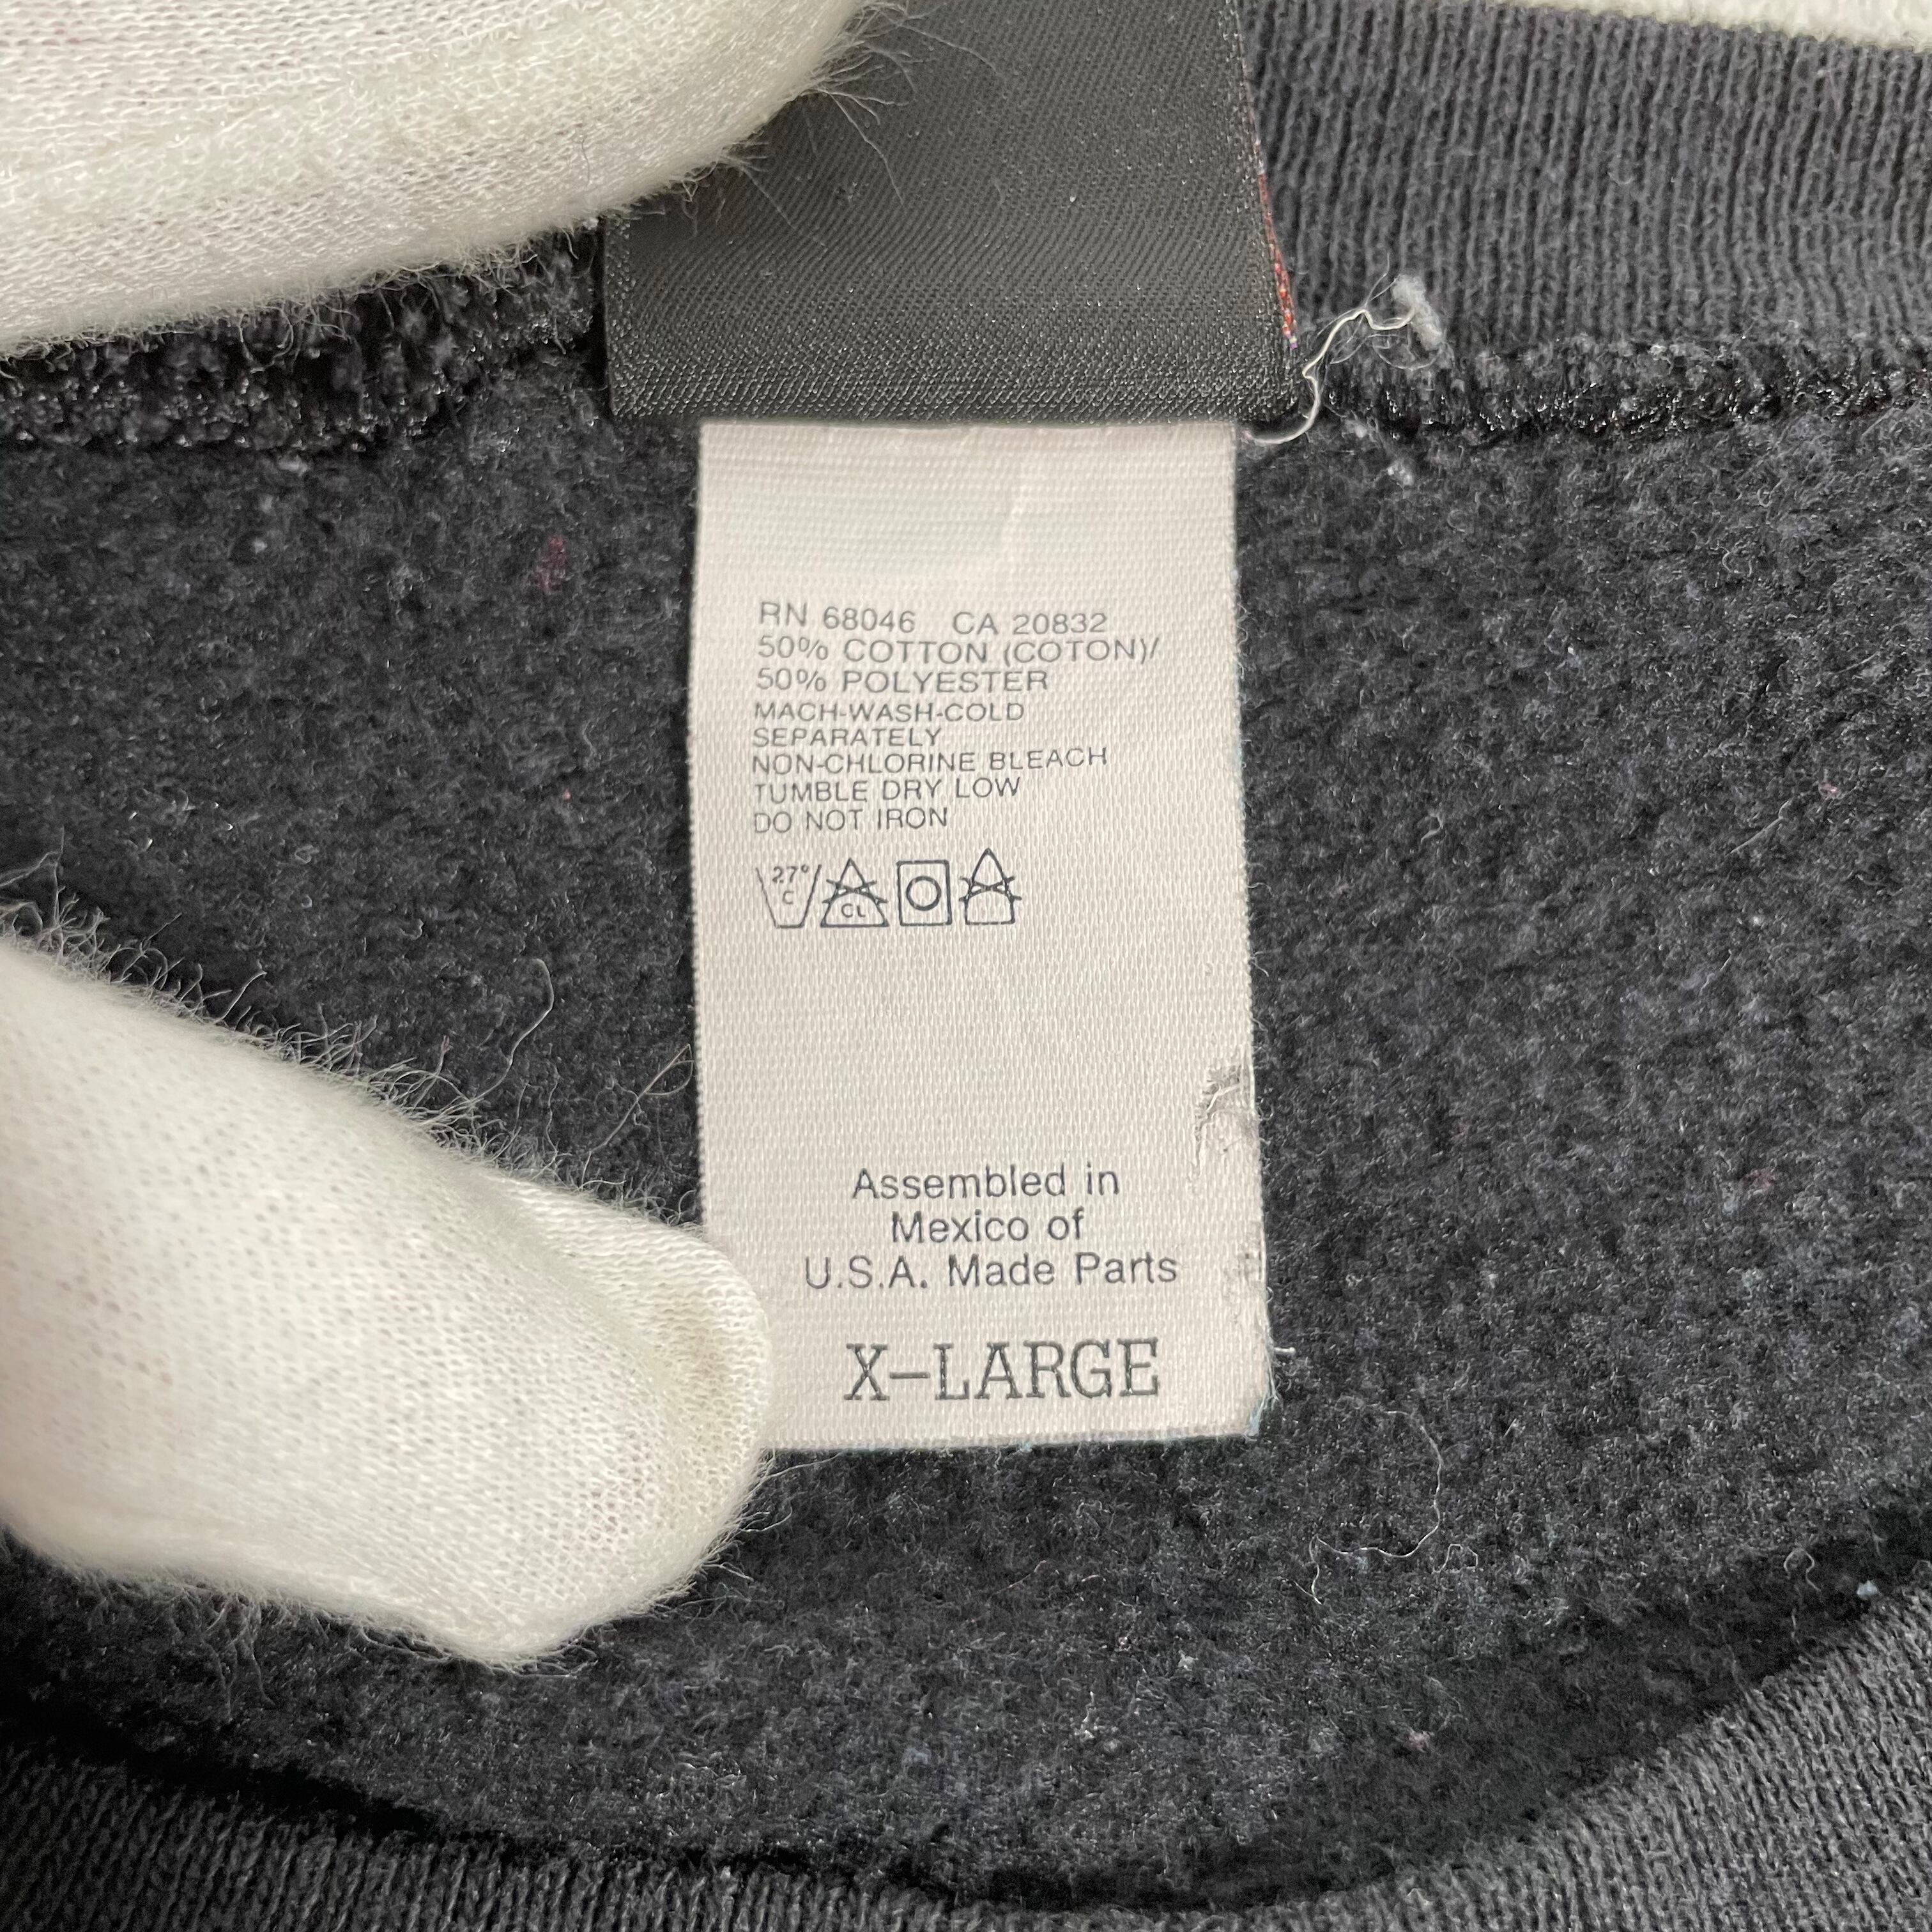 RN 68046 CA 20832
50% COTTON (COTON)/
50% POLYESTER
MACH-WASH-COLD
SEPARATELY
NON-CHLORINE BLEACH
TUMBLE DRY LOW
DO NOT IRON
27°
C
CL
Assembled in
Mexico of
U.S.A. Made Parts
X-LARGE